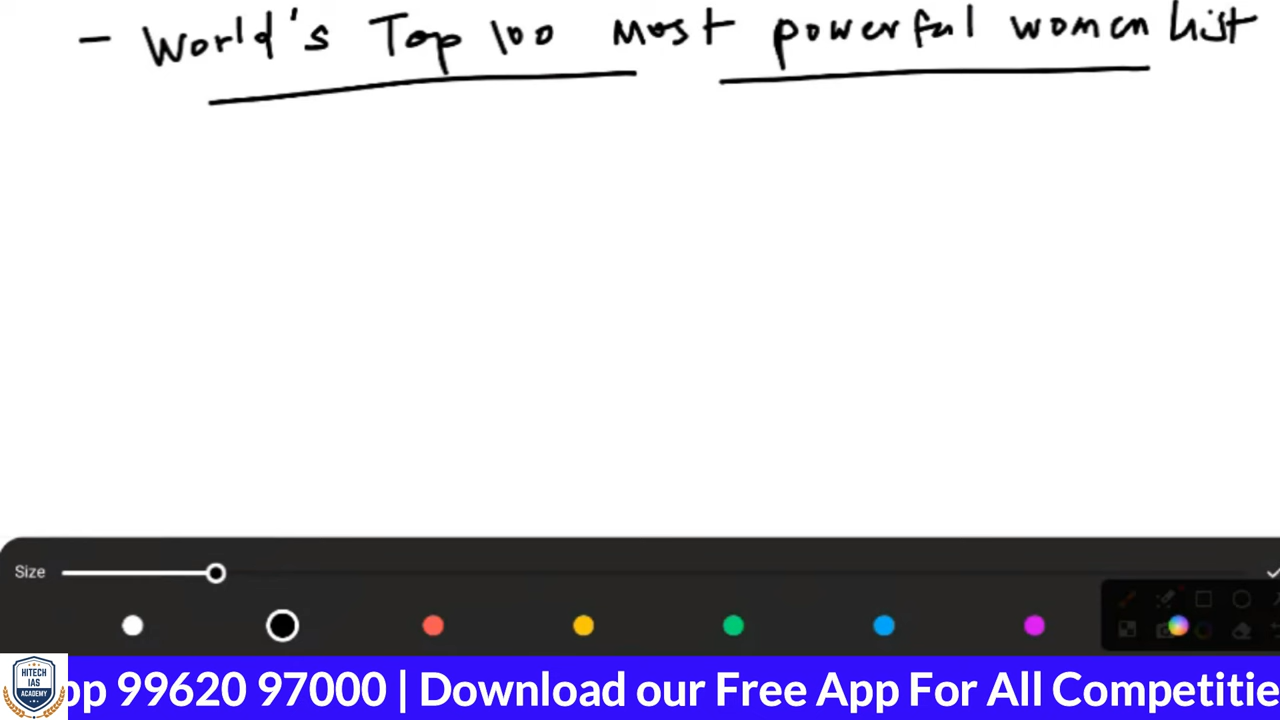 - World's Top 100 most powerful women list
Size
pp 99620 97000 | Download our Free App For All Competitie
HITECH
IAS
ACADEMY